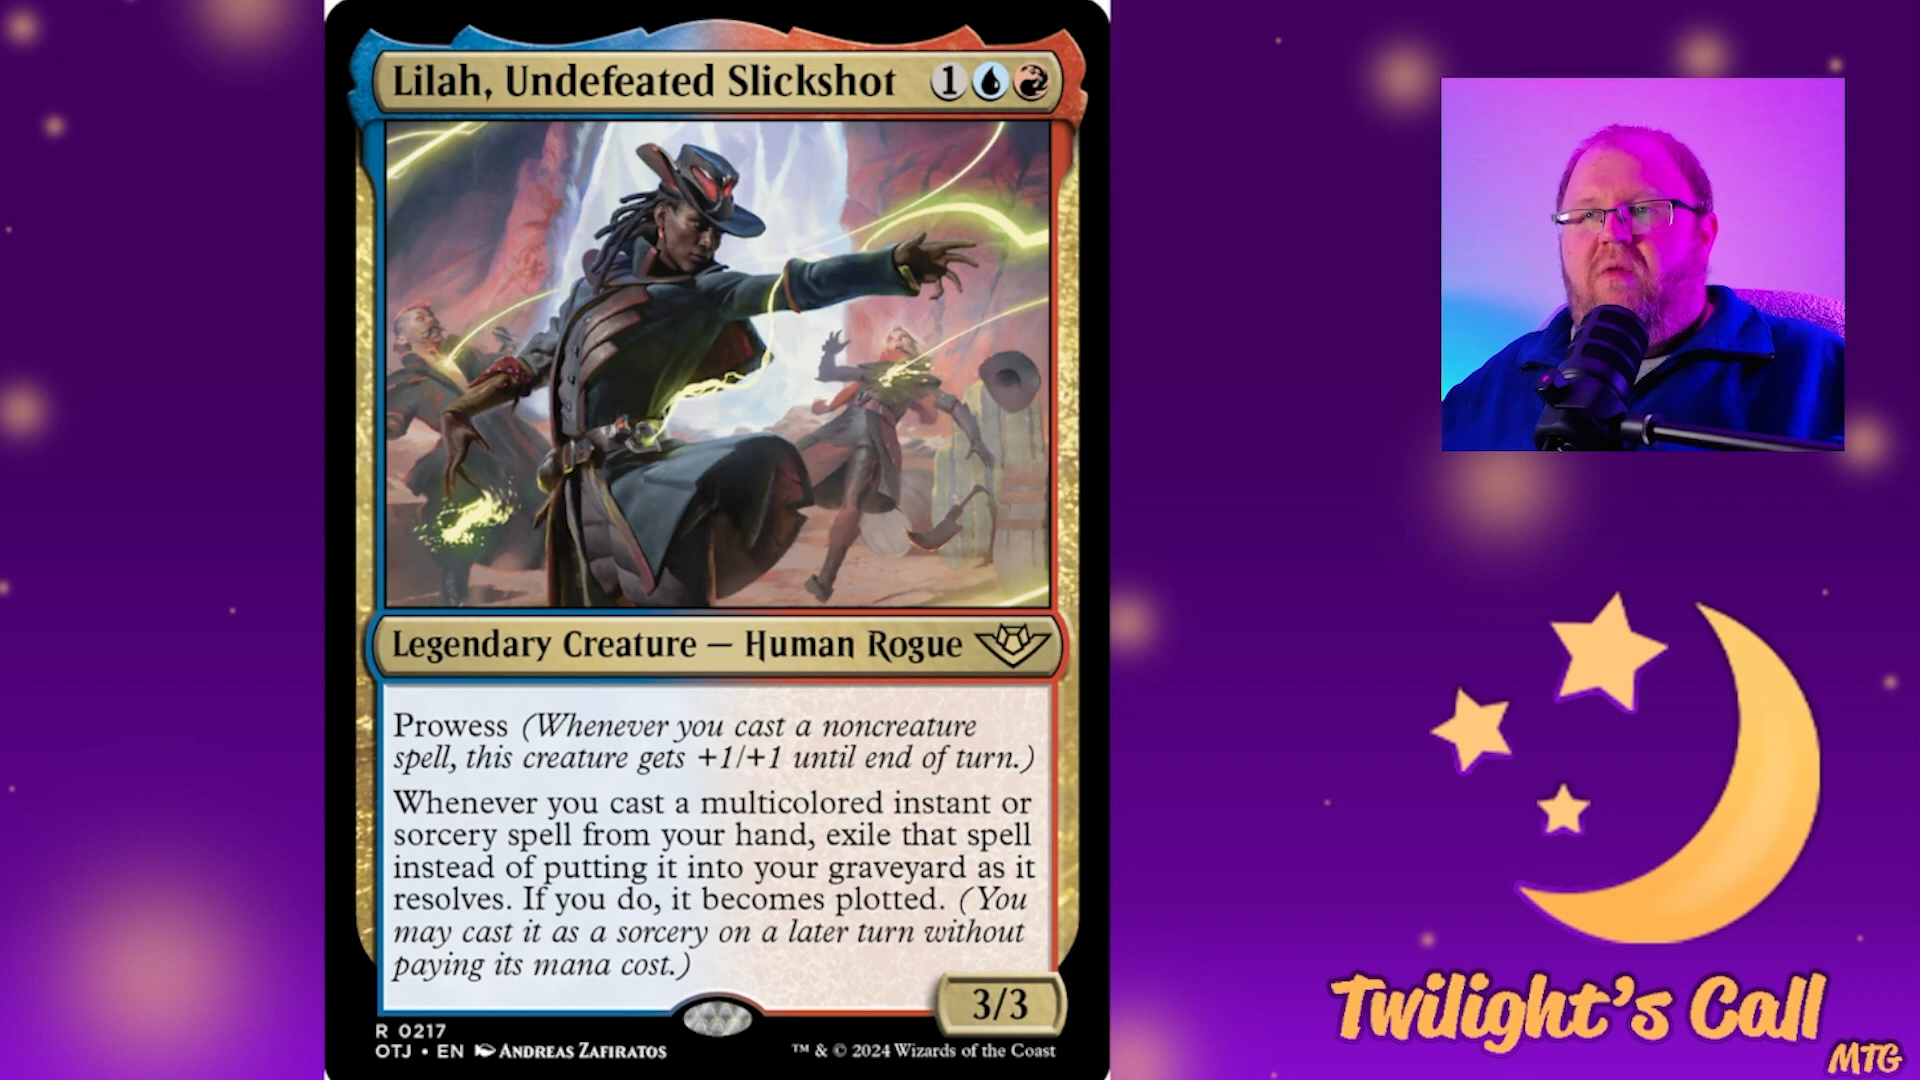 Lilah, Undefeated Slickshot 1
Legendary Creature — Human Rogue
Prowess (Whenever you cast a noncreature
spell, this creature gets +1/+1 until end of turn.)
Whenever you cast a multicolored instant or
sorcery spell from your hand, exile that spell
instead of putting it into your graveyard as it
resolves. If you do, it becomes plotted. (You
may cast it as a sorcery on a later turn without
paying its mana cost.)
3/3
R 0217
OTJ • EN ANDREAS ZAFIRATOS
™ & © 2024 Wizards of the Coast
Twilight's Call
MTG